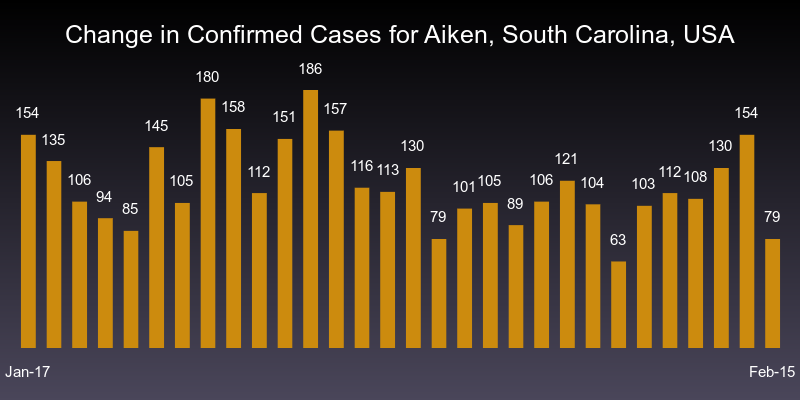 Change in Confirmed Cases for Aiken, South Carolina, USA
154 135 106 94 85 145 105 180 158 112 151 186 157 116 113 130 79 101 105 89 106 121 104 63 103 112 108 130 154 79
Jan-17 Feb-15